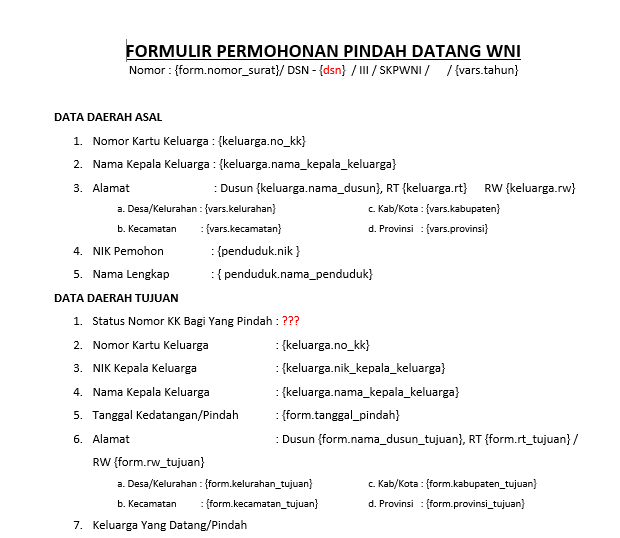 FORMULIR PERMOHONAN PINDAH DATANG WNI
Nomor : {form.nomor_surat}/ DSN - {dsn} / III / SKPWNI / / {vars.tahun}
DATA DAERAH ASAL
1. Nomor Kartu Keluarga : {keluarga.no_kk}
2. Nama Kepala Keluarga : {keluarga.nama_kepala_keluarga}
3. Alamat : Dusun {keluarga.nama_dusun}, RT {keluarga.rt} RW {keluarga.rw}
a. Desa/Kelurahan : {vars.kelurahan} c. Kab/Kota : {vars.kabupaten}
b. Kecamatan : {vars.kecamatan} d. Provinsi : {vars.provinsi}
4. NIK Pemohon : {penduduk.nik }
5. Nama Lengkap : { penduduk.nama_penduduk}
DATA DAERAH TUJUAN
1. Status Nomor KK Bagi Yang Pindah : ???
2. Nomor Kartu Keluarga : {keluarga.no_kk}
3. NIK Kepala Keluarga : {keluarga.nik_kepala_keluarga}
4. Nama Kepala Keluarga : {keluarga.nama_kepala_keluarga}
5. Tanggal Kedatangan/Pindah : {form.tanggal_pindah}
6. Alamat : Dusun {form.nama_dusun_tujuan}, RT {form.rt_tujuan} /
RW {form.rw_tujuan}
a. Desa/Kelurahan : {form.kelurahan_tujuan} c. Kab/Kota : {form.kabupaten_tujuan}
b. Kecamatan : {form.kecamatan_tujuan} d. Provinsi : {form.provinsi_tujuan}
7. Keluarga Yang Datang/Pindah